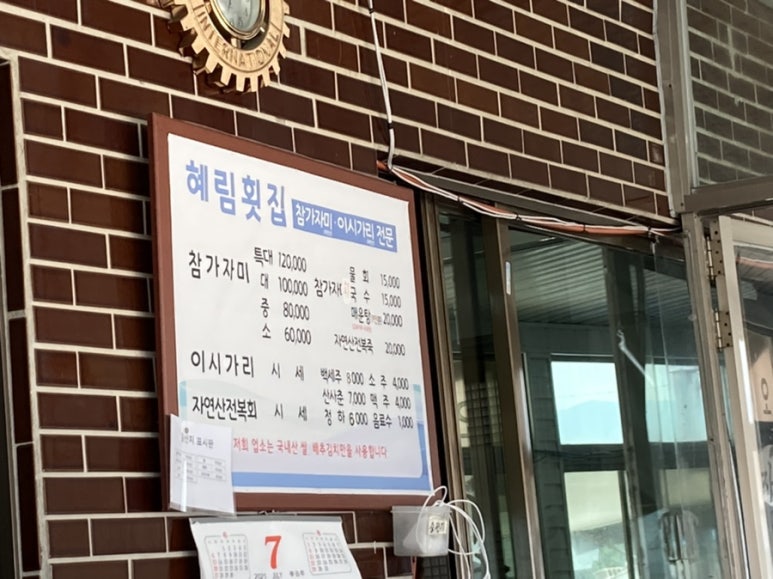 INTERNATIONAL
혜림횟집 참가자미·이시가리 전문
참가자미 특대 120,000
대 100,000
중 80,000
소 60,000
물회 15,000
참가자 국수 15,000
매운탕 20,000
자연산전복죽 20,000
이시가리 시세 백세주 8,000 소주 4,000
산사춘 7,000 맥주 4,000
자연산전복회 시세 청하 6,000 음료수 1,000
저희 업소는 국내산 쌀, 배추김치만을 사용합니다
표시판
7
2021 JULY
오